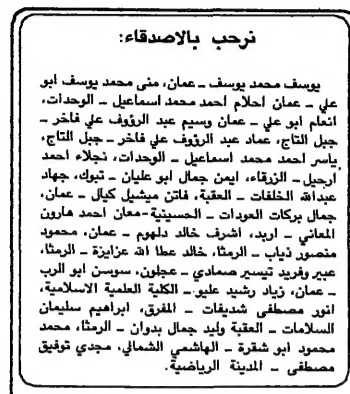 نرحب بالاصدقاء:
يوسف محمد يوسف ـ عمان، منى محمد يوسف ابو
علي ـ عمان احلام احمد محمد اسماعيل ـ الوحدات،
انعام ابو علي ـ عمان وسيم عبد الرؤوف علي فاخر ـ
جبل التاج، عماد عبد الرؤوف علي فاخر ـ جبل التاج،
ياسر احمد محمد اسماعيل ـ الوحدات، نجلاء احمد
ارحيل ـ الزرقاء، ايمن جمال ابو عليان ـ تبوك، جهاد
عبدالله الخلفات ـ العقبة، فاتن ميشيل كيال ـ عمان،
جمال بركات العودات ـ الحسينية-معان احمد هارون
المعاني ـ اربد، اشرف خالد دلهوم ـ عمان، محمود
منصور ذياب ـ الرمثا، خالد عطا الله عزايزة ـ الرمثا،
عبير وفريد تيسير صمادي ـ عجلون، سوسن ابو الرب
ـ عمان، زياد رشيد عليو ـ الكلية العلمية الاسلامية،
انور مصطفى شديفات ـ المفرق، ابراهيم سليمان
السلامات ـ العقبة وليد جمال بدوان ـ الرمثا، محمد
محمود ابو شقرة ـ الهاشمي الشمالي، مجدي توفيق
مصطفى ـ المدينة الرياضية.